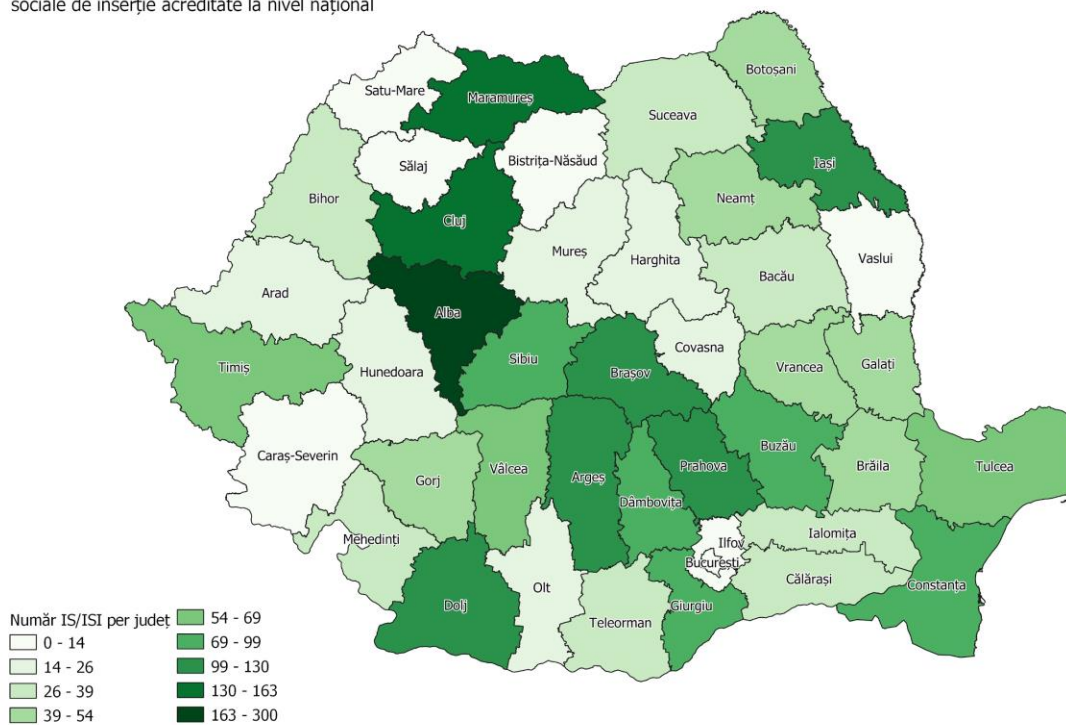 sociale de inserție acreditate la nivel național
Botoșani
Satu-Mare
Maramureș
Suceava
Iași
Sălaj
Bistrița-Năsăud
Bihor
Neamț
Cluj
Mureș
Harghita
Vaslui
Bacău
Arad
Alba
Covasna
Sibiu
Timiș
Hunedoara
Brașov
Vrancea
Galați
Caraș-Severin
Buzău
Vâlcea
Prahova
Brăila
Tulcea
Gorj
Argeș
Dâmbovița
Ialomița
Mehedinți
Ilfov
București
Călărași
Constanța
Olt
Dolj
Giurgiu
Teleorman
Număr IS/ISI per județ
0 - 14
14 - 26
26 - 39
39 - 54
54 - 69
69 - 99
99 - 130
130 - 163
163 - 300